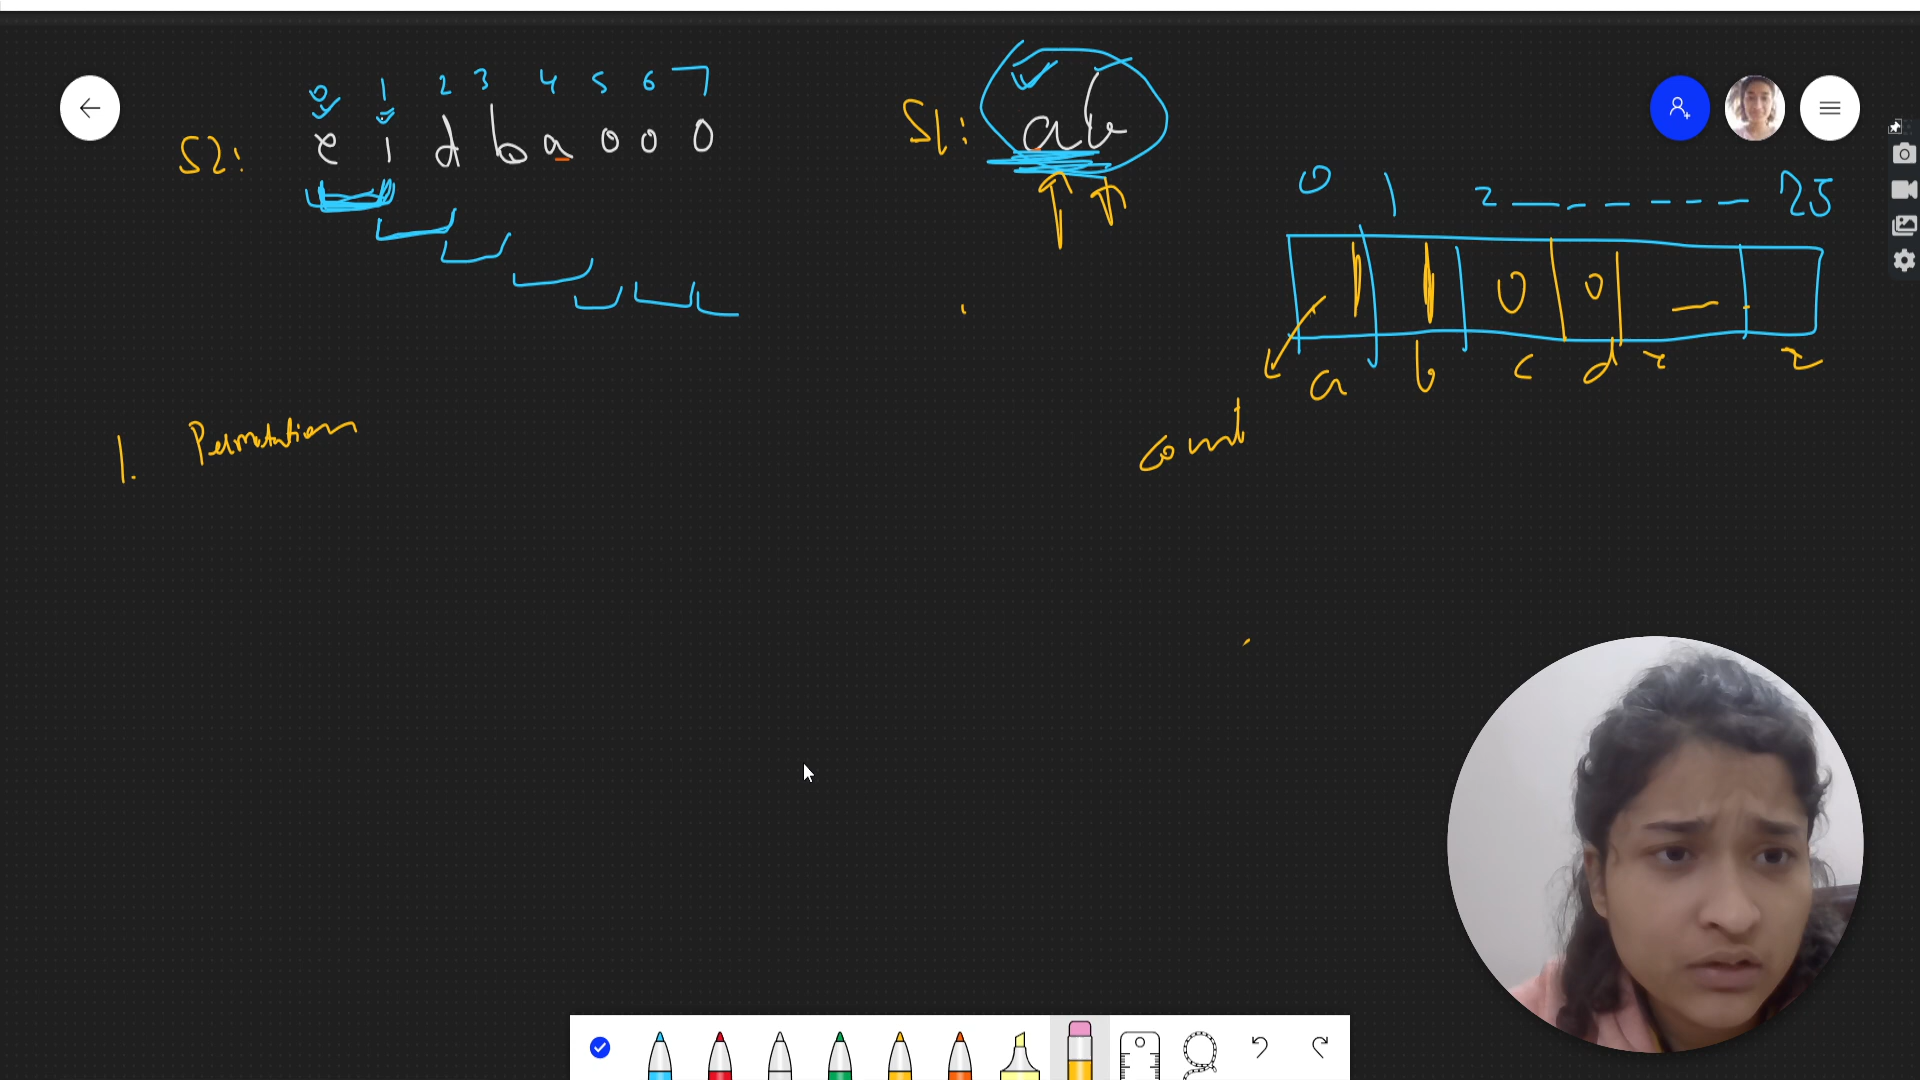 0 1 2 3 4 5 6 7
S2: e i d b a o o o
S1: ab
0 1 2 25
1 1 0 0
a b c d e z
count
1. Permutation